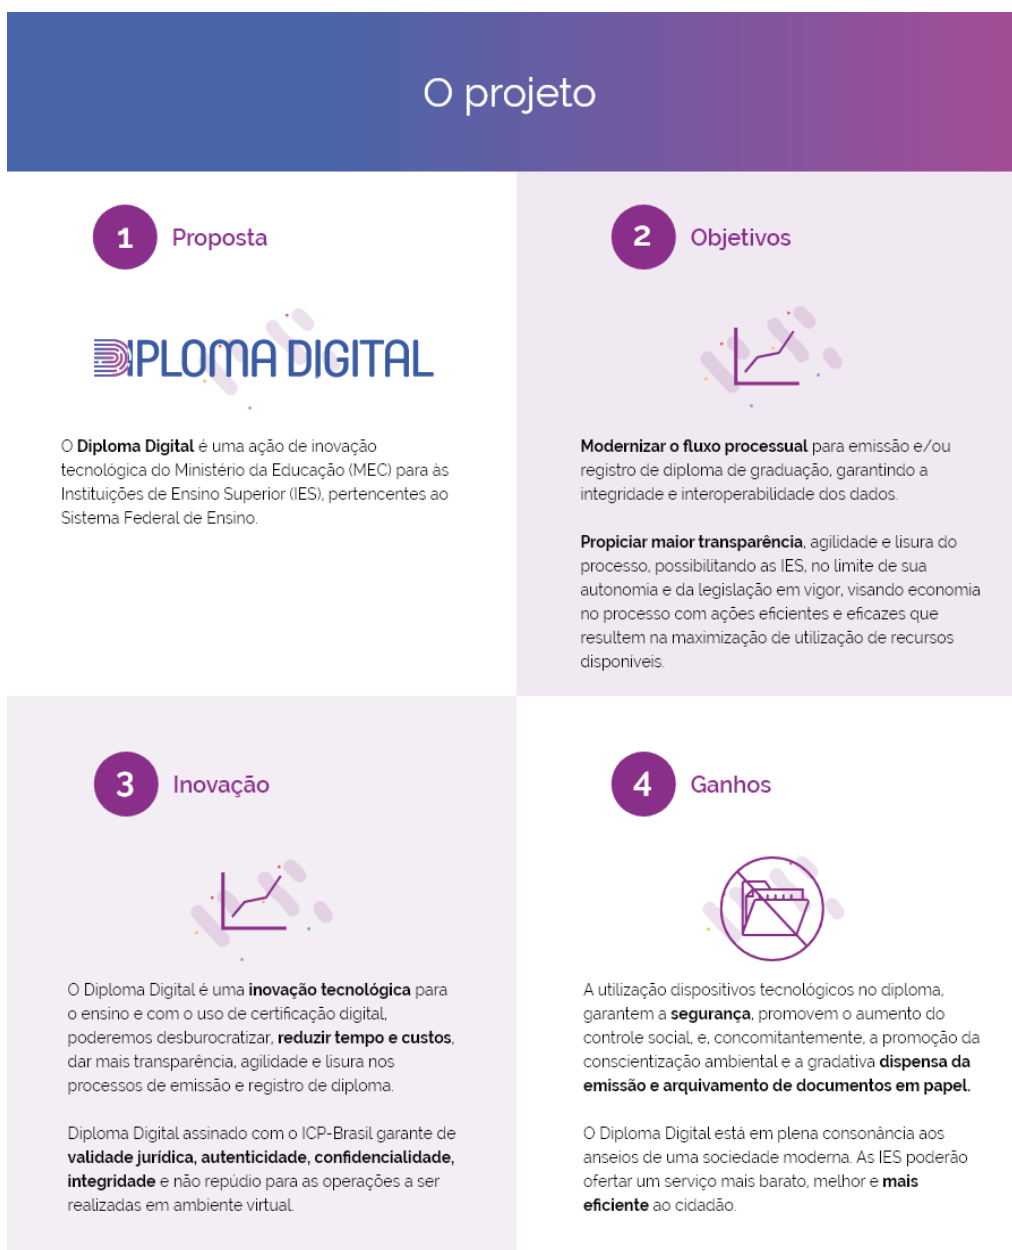 O projeto
1 Proposta
DIPLOMA DIGITAL
O Diploma Digital é uma ação de inovação
tecnológica do Ministério da Educação (MEC) para às
Instituições de Ensino Superior (IES), pertencentes ao
Sistema Federal de Ensino.
2 Objetivos
Modernizar o fluxo processual para emissão e/ou
registro de diploma de graduação, garantindo a
integridade e interoperabilidade dos dados.
Propiciar maior transparência, agilidade e lisura do
processo, possibilitando as IES, no limite de sua
autonomia e da legislação em vigor, visando economia
no processo com ações eficientes e eficazes que
resultem na maximização de utilização de recursos
disponíveis.
3 Inovação
O Diploma Digital é uma inovação tecnológica para
o ensino e com o uso de certificação digital,
poderemos desburocratizar, reduzir tempo e custos,
dar mais transparência, agilidade e lisura nos
processos de emissão e registro de diploma.
Diploma Digital assinado com o ICP-Brasil garante de
validade jurídica, autenticidade, confidencialidade,
integridade e não repúdio para as operações a ser
realizadas em ambiente virtual.
4 Ganhos
A utilização dispositivos tecnológicos no diploma,
garantem a segurança, promovem o aumento do
controle social, e, concomitantemente, a promoção da
conscientização ambiental e a gradativa dispensa da
emissão e arquivamento de documentos em papel.
O Diploma Digital está em plena consonância aos
anseios de uma sociedade moderna. As IES poderão
ofertar um serviço mais barato, melhor e mais
eficiente ao cidadão.